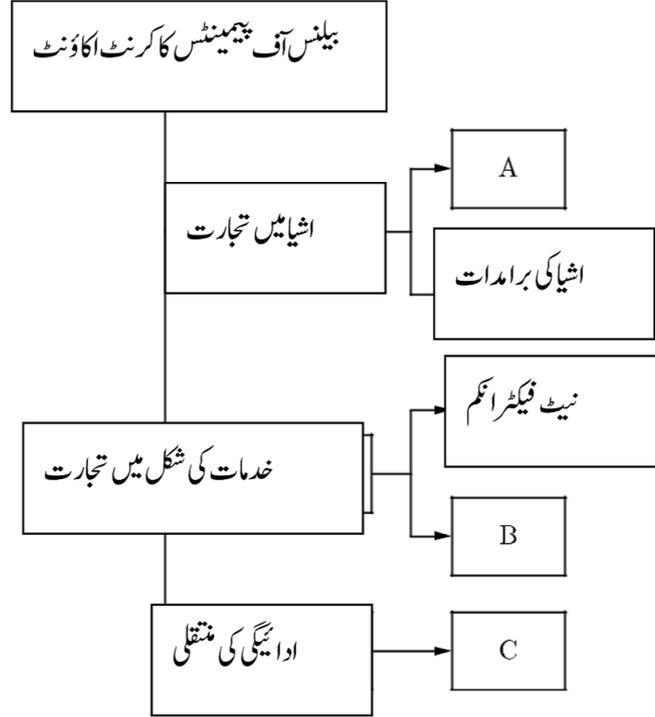 بیلنس آف پیمینٹس کا کرنٹ اکاؤنٹ
A
اشیا میں تجارت
اشیا کی برامدات
نیٹ فیکٹر انکم
خدمات کی شکل میں تجارت
B
ادائیگی کی منتقلی
C